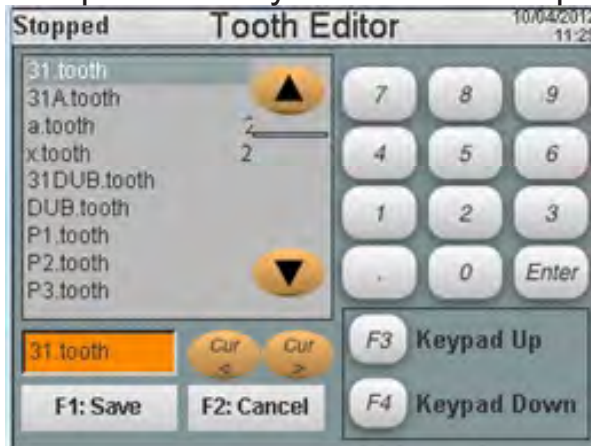 Stopped
Tooth Editor
10/04/2012
11:25
31.tooth
31A.tooth
a.tooth 2
x.tooth 2
31DUB.tooth
DUB.tooth
P1.tooth
P2.tooth
P3.tooth
7 8 9
4 5 6
1 2 3
. 0 Enter
31.tooth
Cur <
Cur >
F3 Keypad Up
F1: Save
F2: Cancel
F4 Keypad Down